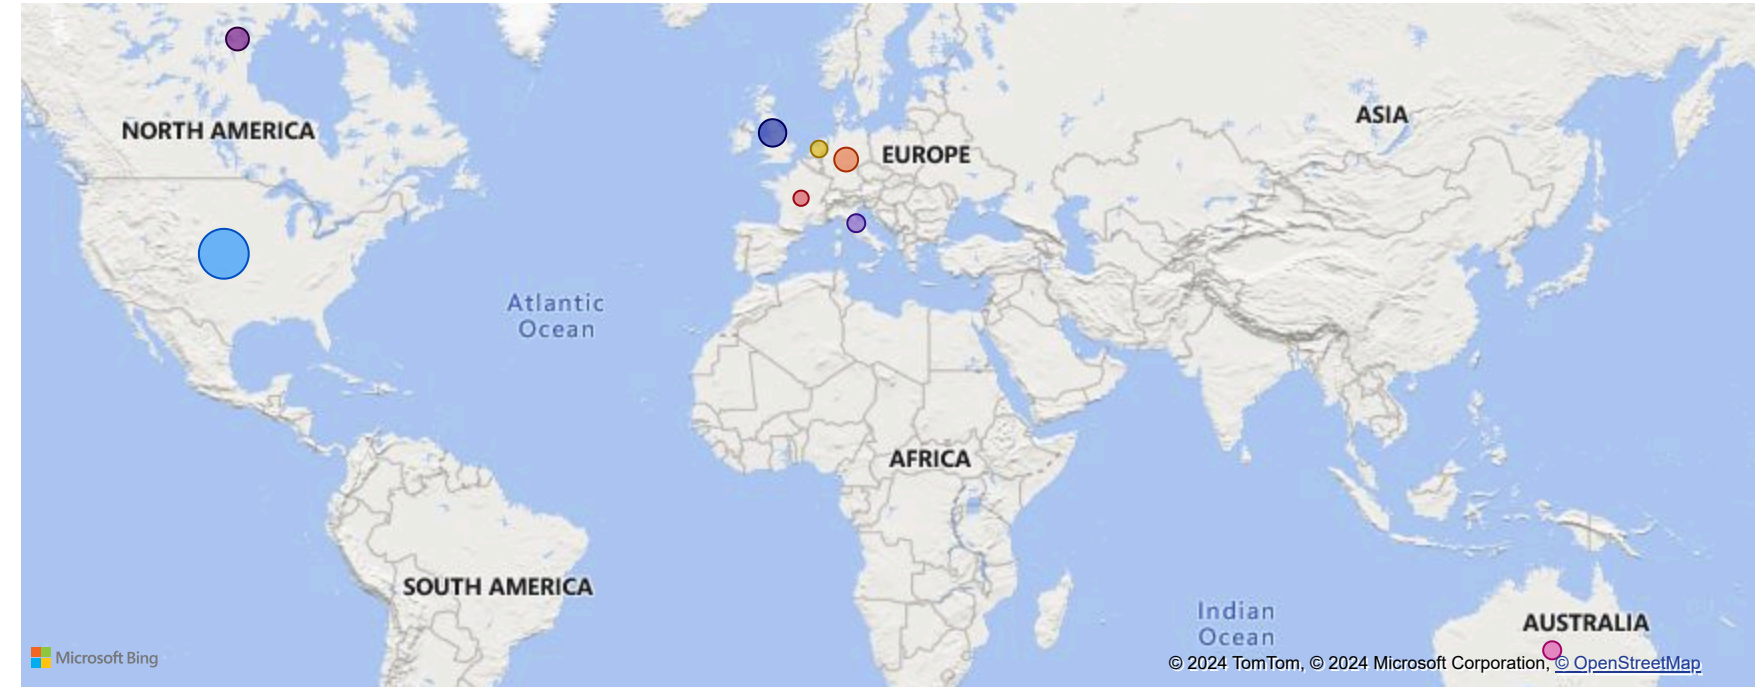 ASIA
NORTH AMERICA
EUROPE
Atlantic
Ocean
AFRICA
SOUTH AMERICA
Indian
Ocean
AUSTRALIA
Microsoft Bing
© 2024 TomTom, © 2024 Microsoft Corporation, © OpenStreetMap